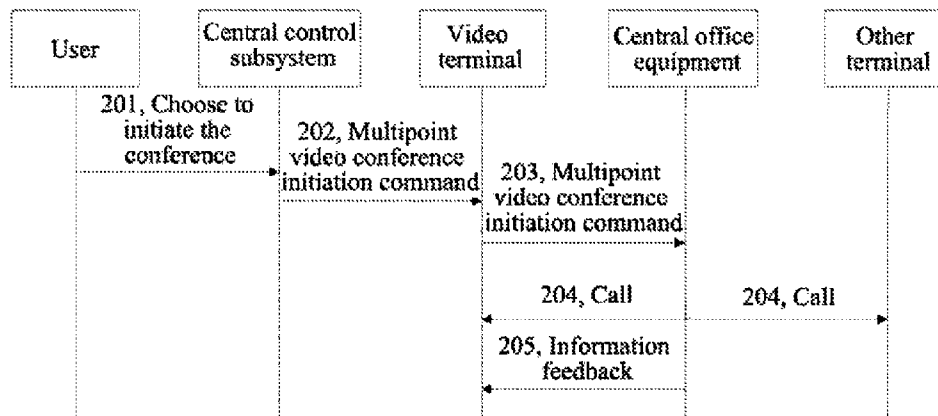 User
Central control
subsystem
Video
terminal
Central office
equipment
Other
terminal
201, Choose to
initiate the
conference
202, Multipoint
video conference
initiation command
203, Multipoint
video conference
initiation command
204, Call
204, Call
205, Information
feedback